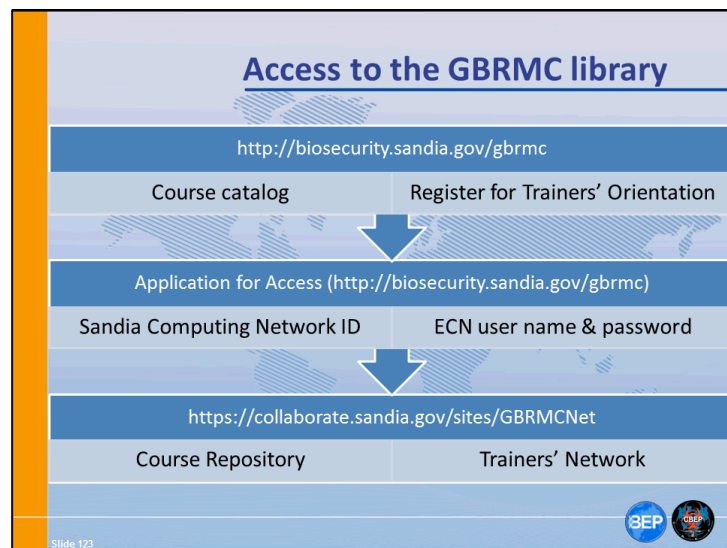 Access to the GBRMC library
http://biosecurity.sandia.gov/gbrmc
Course catalog
Register for Trainers' Orientation
Application for Access (http://biosecurity.sandia.gov/gbrmc)
Sandia Computing Network ID
ECN user name & password
https://collaborate.sandia.gov/sites/GBRMCNet
Course Repository
Trainers' Network
BEP
CBEP
Slide 123